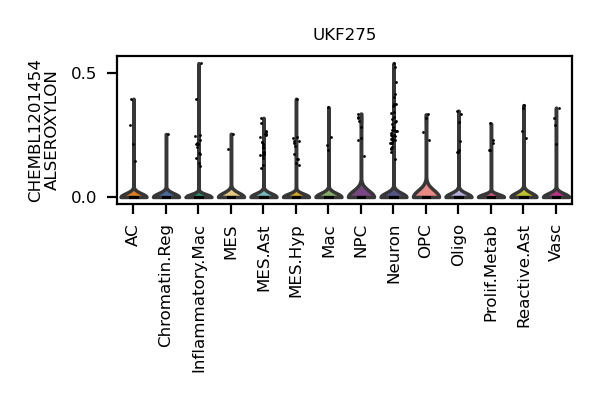 UKF275
CHEMBL1201454
ALSEROXYLON
0.5
0.0
AC
Chromatin.Reg
Inflammatory.Mac
MES
MES.Ast
MES.Hyp
Mac
NPC
Neuron
OPC
Oligo
Prolif.Metab
Reactive.Ast
Vasc